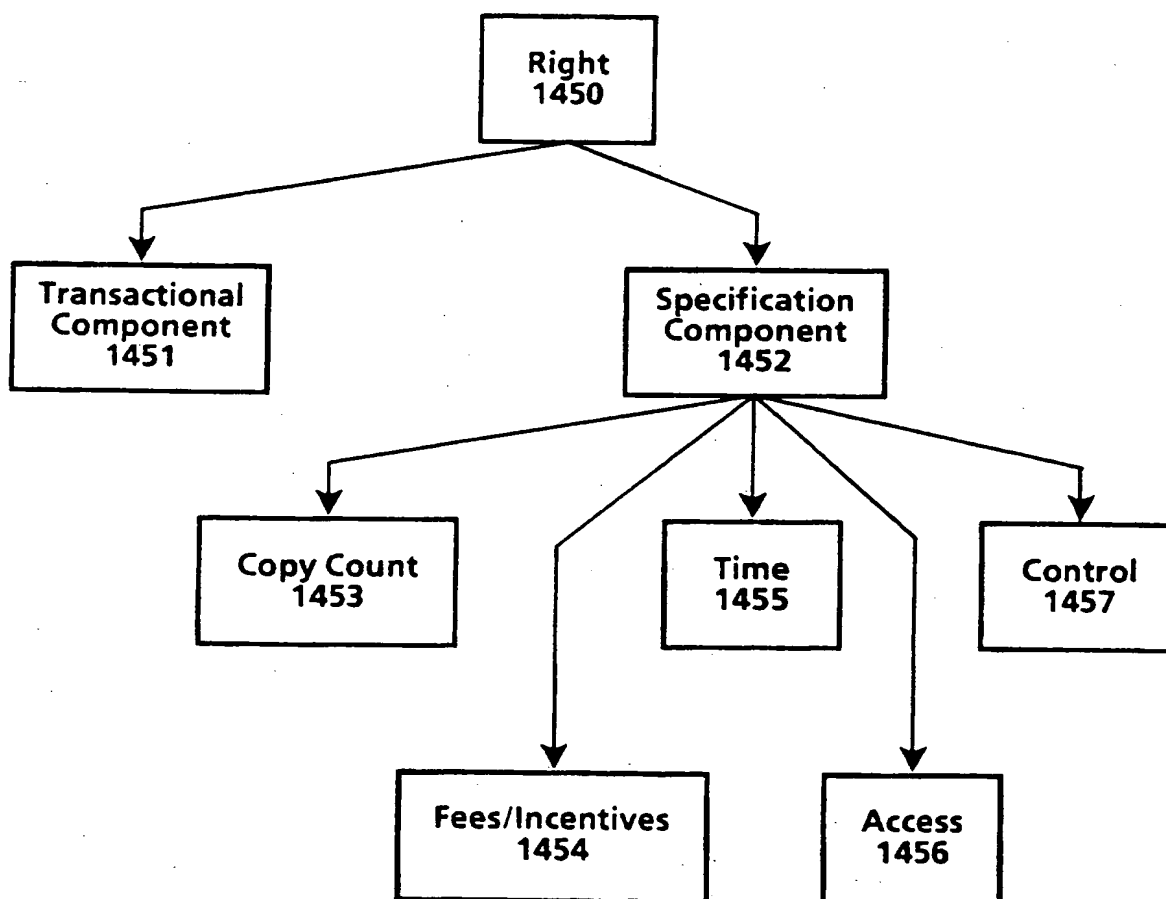 Right
1450
Transactional
Component
1451
Specification
Component
1452
Copy Count
1453
Time
1455
Control
1457
Fees/Incentives
1454
Access
1456